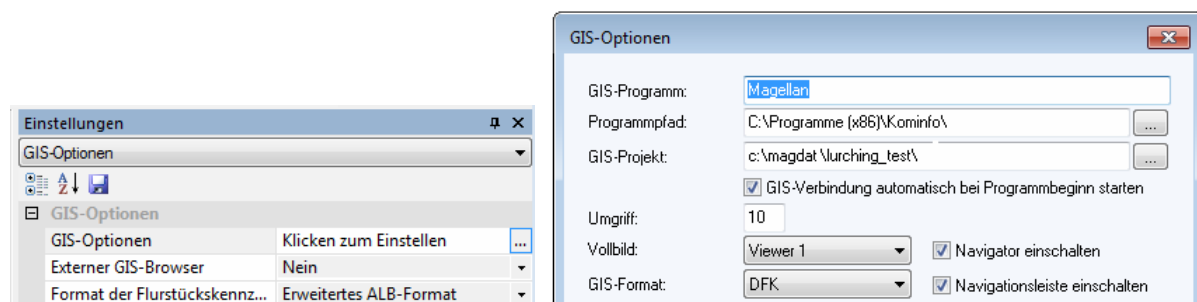 Einstellungen
GIS-Optionen
GIS-Optionen
GIS-Optionen Klicken zum Einstellen ...
Externer GIS-Browser Nein
Format der Flurstückskennz... Erweitertes ALB-Format
GIS-Optionen
GIS-Programm: Magellan
Programmpfad: C:\Programme (x86)\Kominfo\ ...
GIS-Projekt: c:\magdat\lurching_test\ ...
GIS-Verbindung automatisch bei Programmbeginn starten
Umgriff: 10
Vollbild: Viewer 1 Navigator einschalten
GIS-Format: DFK Navigationsleiste einschalten